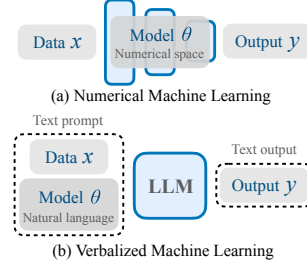 Data x
Model θ
Numerical space
Output y
(a) Numerical Machine Learning
Text prompt
Data x
Model θ
Natural language
LLM
Text output
Output y
(b) Verbalized Machine Learning